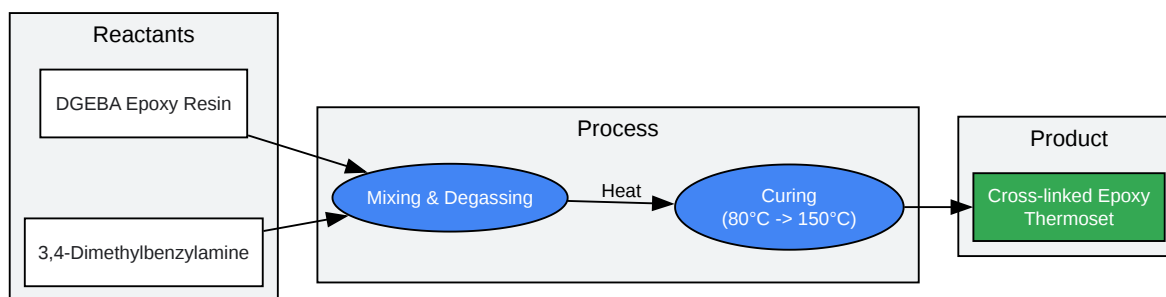 Reactants
DGEBA Epoxy Resin
3,4-Dimethylbenzylamine
Process
Mixing & Degassing
Heat
Curing
(80°C -> 150°C)
Product
Cross-linked Epoxy
Thermoset